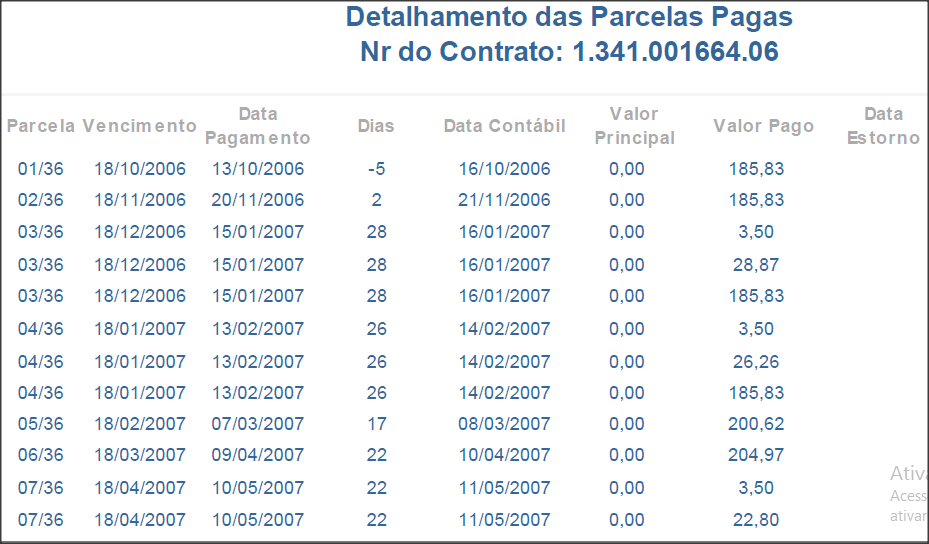 Detalhamento das Parcelas Pagas
Nr do Contrato: 1.341.001664.06
Parcela Vencimento Data Pagamento Dias Data Contábil Valor Principal Valor Pago Data Estorno
01/36 18/10/2006 13/10/2006 -5 16/10/2006 0,00 185,83
02/36 18/11/2006 20/11/2006 2 21/11/2006 0,00 185,83
03/36 18/12/2006 15/01/2007 28 16/01/2007 0,00 3,50
03/36 18/12/2006 15/01/2007 28 16/01/2007 0,00 28,87
03/36 18/12/2006 15/01/2007 28 16/01/2007 0,00 185,83
04/36 18/01/2007 13/02/2007 26 14/02/2007 0,00 3,50
04/36 18/01/2007 13/02/2007 26 14/02/2007 0,00 26,26
04/36 18/01/2007 13/02/2007 26 14/02/2007 0,00 185,83
05/36 18/02/2007 07/03/2007 17 08/03/2007 0,00 200,62
06/36 18/03/2007 09/04/2007 22 10/04/2007 0,00 204,97
07/36 18/04/2007 10/05/2007 22 11/05/2007 0,00 3,50
07/36 18/04/2007 10/05/2007 22 11/05/2007 0,00 22,80
Ativa
Acess
ativar